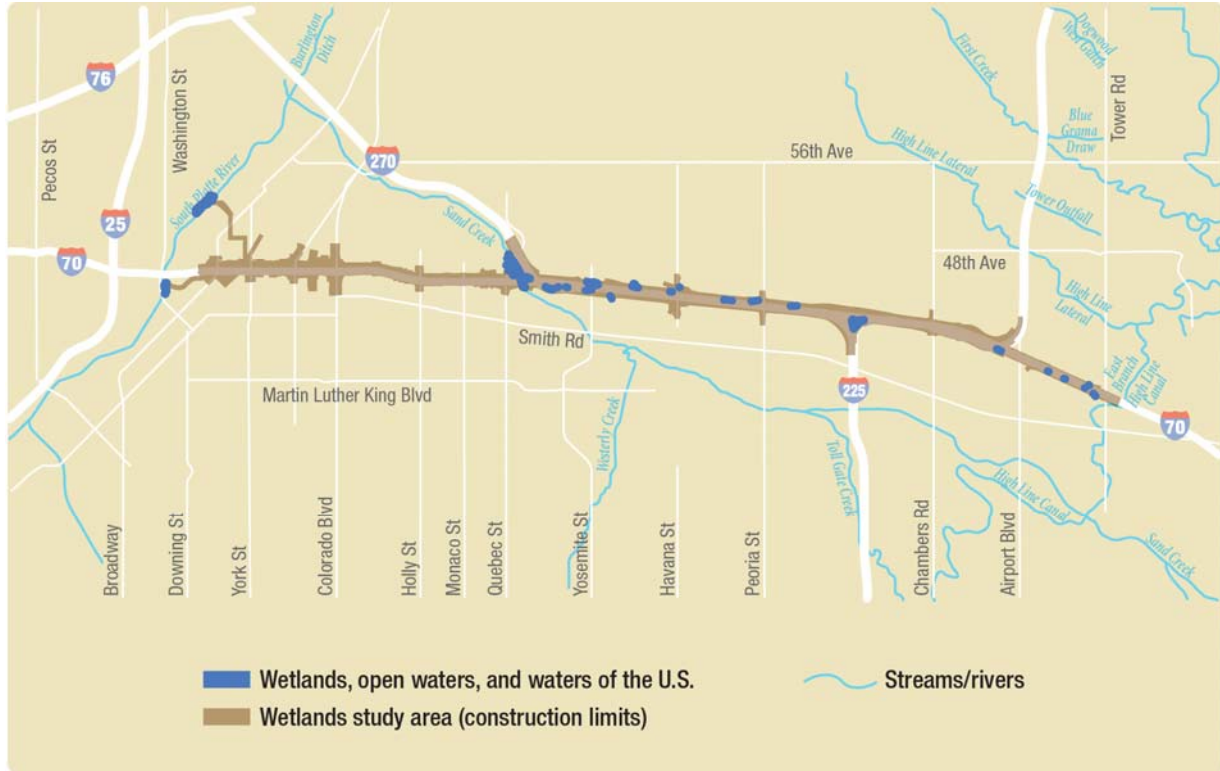 76
Pecos St
Washington St
Burlington
Ditch
First Creek
Dogwood
West Gulch
Tower Rd
Blue
Grama
Draw
High Line Lateral
56th Ave
270
South Platte River
25
70
Sand Creek
Tower Outfall
48th Ave
High Line
Lateral
Smith Rd
Martin Luther King Blvd
225
East
Branch
High Line
Canal
70
Westerly Creek
Toll Gate Creek
High Line Canal
Sand Creek
Broadway
Downing St
York St
Colorado Blvd
Holly St
Monaco St
Quebec St
Yosemite St
Havana St
Peoria St
Chambers Rd
Airport Blvd
Wetlands, open waters, and waters of the U.S.
Streams/rivers
Wetlands study area (construction limits)